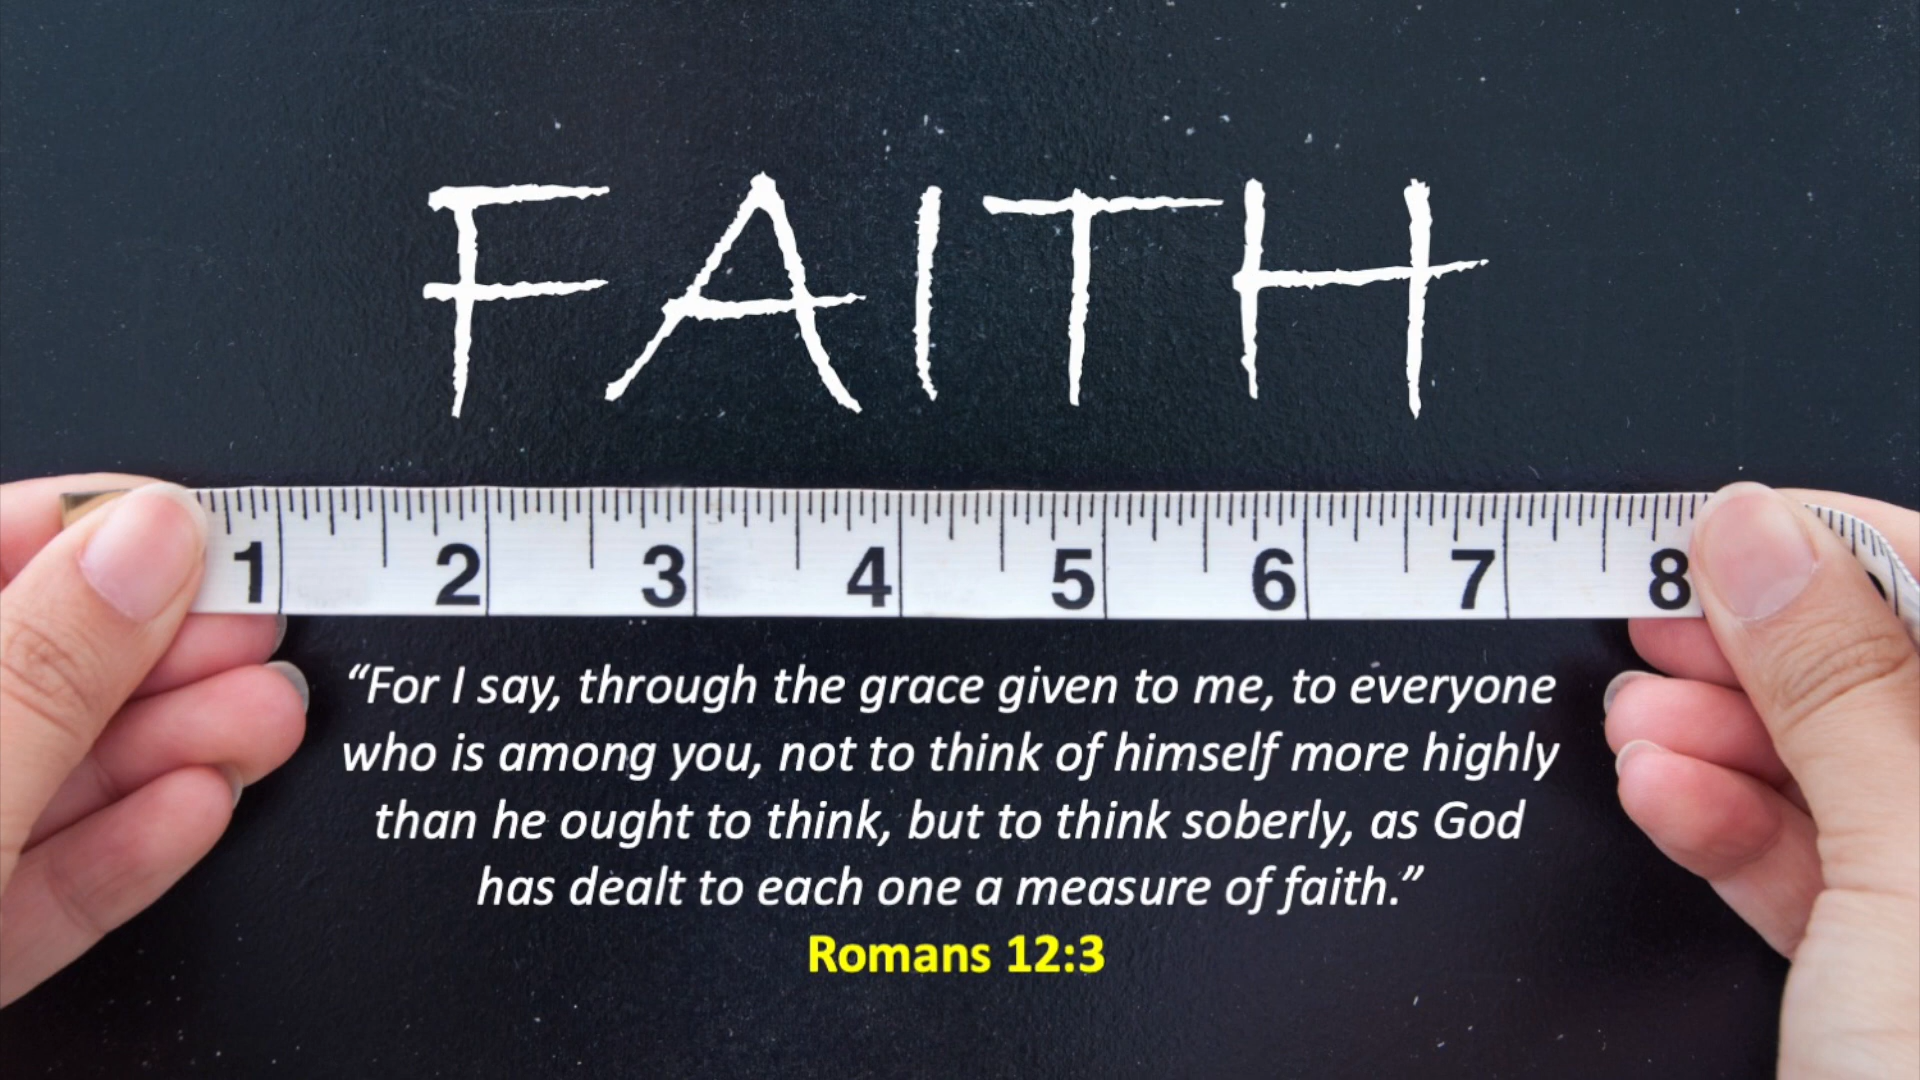 FAITH
1 2 3 4 5 6 7 8
“For I say, through the grace given to me, to everyone
who is among you, not to think of himself more highly
than he ought to think, but to think soberly, as God
has dealt to each one a measure of faith.”
Romans 12:3